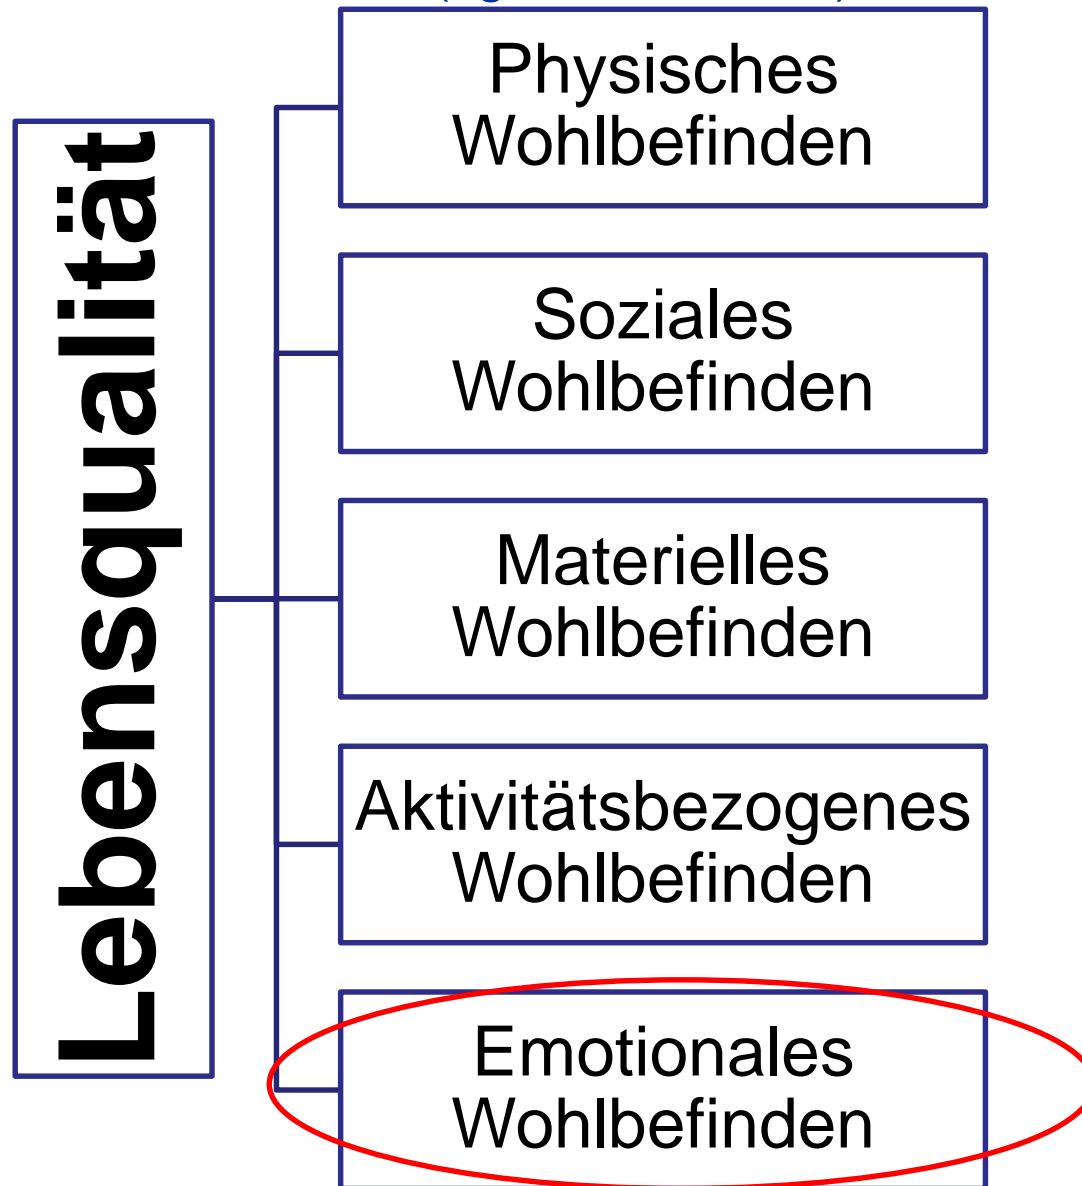 Lebensqualität
Physisches
Wohlbefinden
Soziales
Wohlbefinden
Materielles
Wohlbefinden
Aktivitätsbezogenes
Wohlbefinden
Emotionales
Wohlbefinden